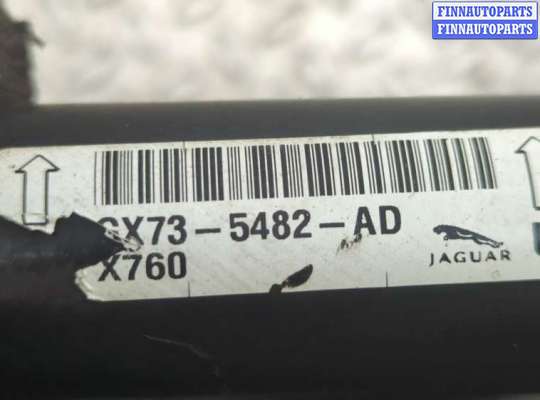 FINNAUTOPARTS
FINNAUTOPARTS
GX73-5482-AD
X760
JAGUAR